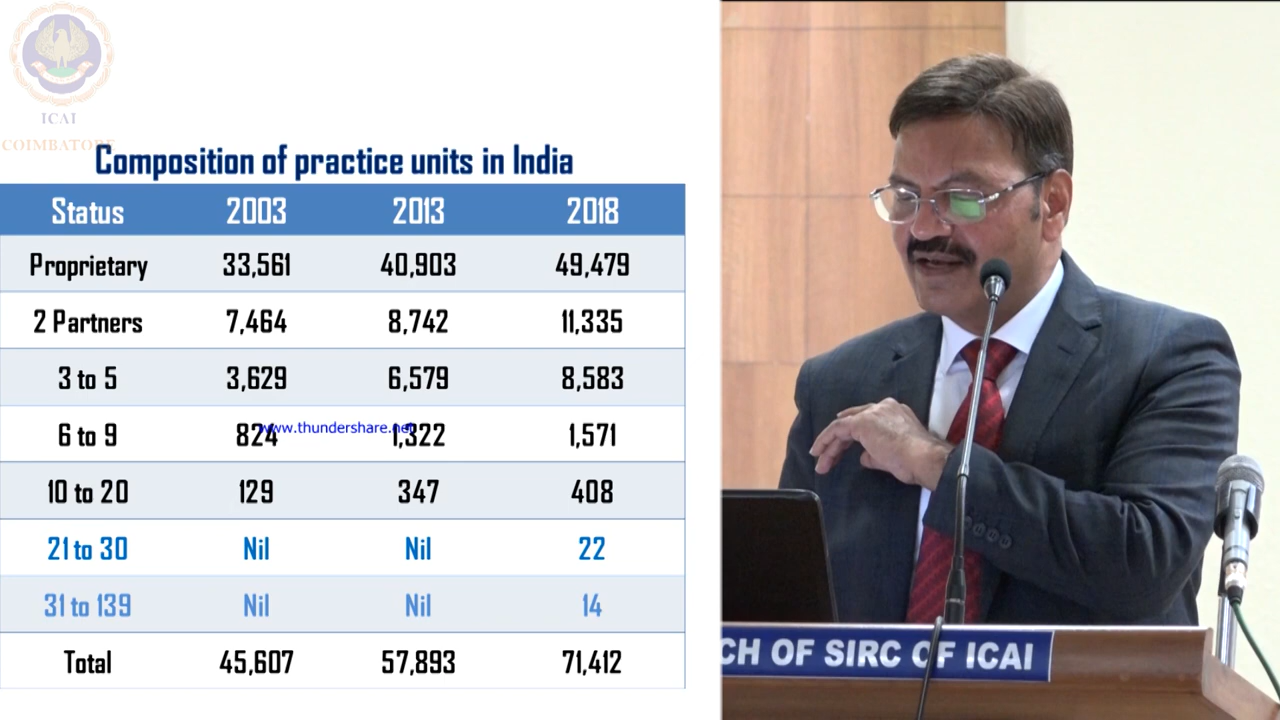 ICAI
COIMBATORE
Composition of practice units in India
Status 2003 2013 2018
Proprietary 33,561 40,903 49,479
2 Partners 7,464 8,742 11,335
3 to 5 3,629 6,579 8,583
6 to 9 824 1,322 1,571
www.thundershare.net
10 to 20 129 347 408
21 to 30 Nil Nil 22
31 to 139 Nil Nil 14
Total 45,607 57,893 71,412
CH OF SIRC OF ICAI